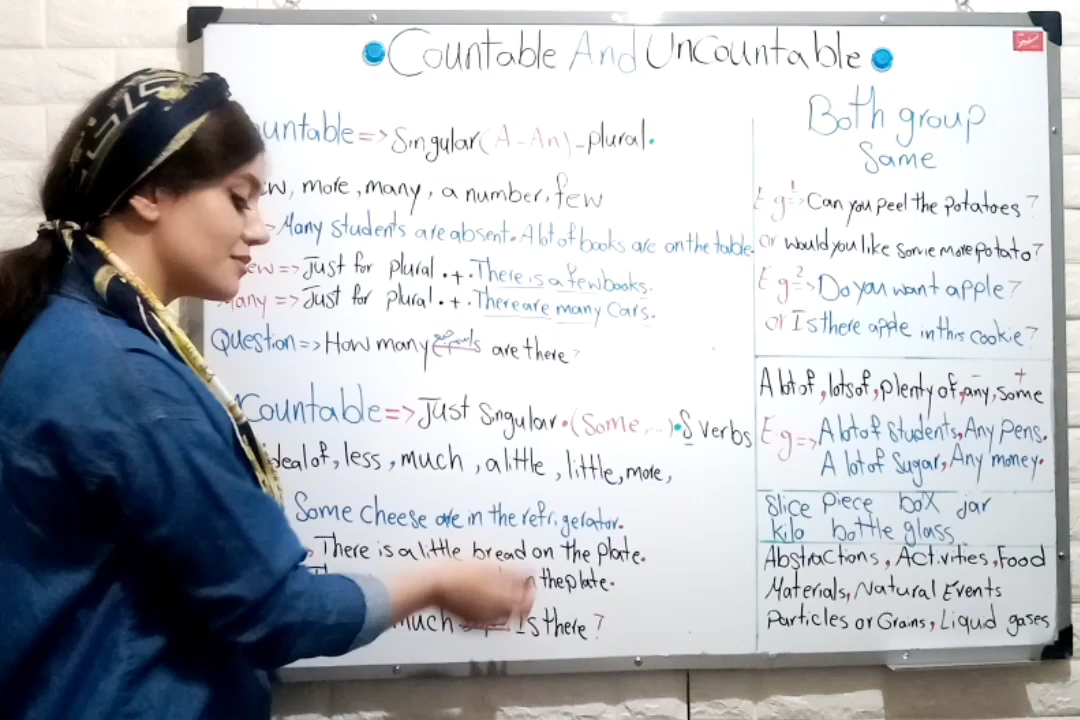 Countable And Uncountable
untable => Singular (A - An) - plural.
ew, more, many, a number, few
Many students are absent. A lot of books are on the table.
ew => Just for plural . + . There is a few books.
Many => Just for plural . + . There are many Cars.
Question => How many are there?
countable => Just Singular . (Some, ...) . S verbs
deal of, less, much, a little, little, more,
Some cheese are in the refrigerator.
There is a little bread on the plate.
the plate.
much Is there?
Both group
Same
Eg 1 => Can you peel the potatoes?
or would you like some more potato?
Eg 2 => Do you want apple?
or Is there apple in this cookie?
A lot of, lots of, plenty of, any, some +
Eg => A lot of students, Any pens.
A lot of sugar, Any money.
Slice piece box jar
kilo bottle glass
Abstractions, Activities, Food
Materials, Natural Events
Particles or Grains, Liquid gases